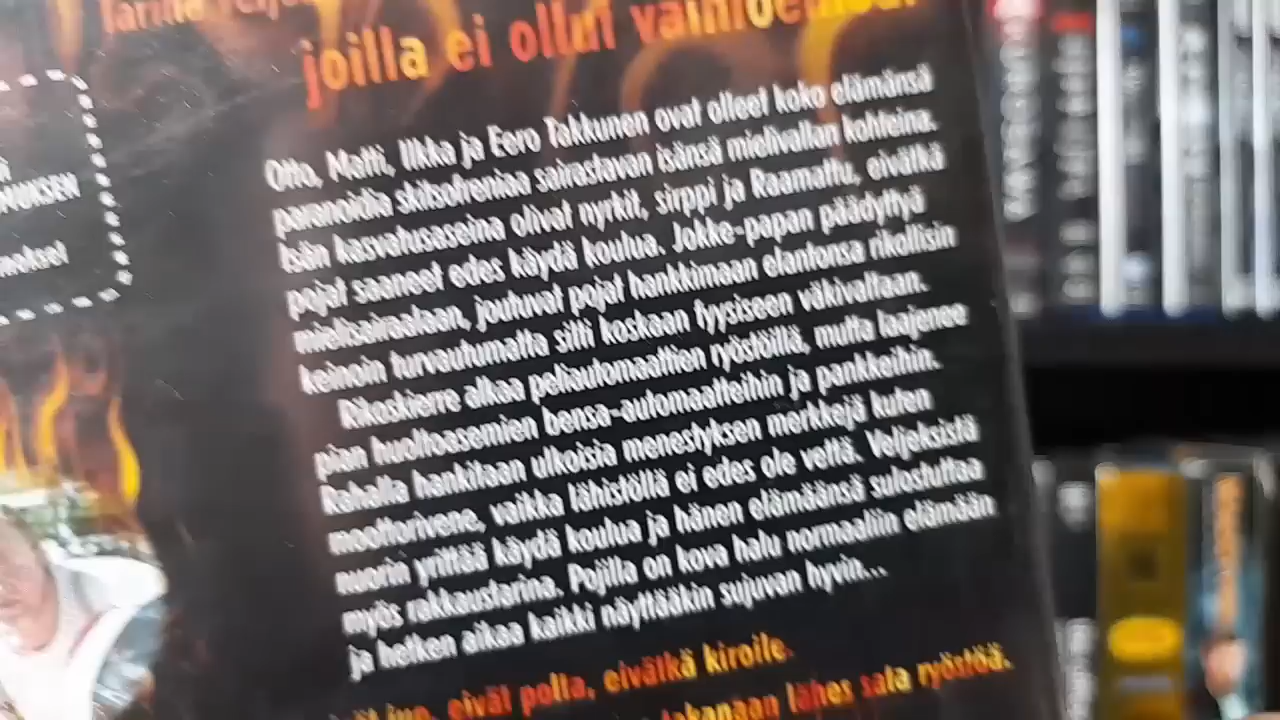 Tarina veljek
joilla ei ollut vaihtoehtoa.
Otto, Matti, Ilkka ja Eero Takkunen ovat olleet koko elämänsä
paranoidia skitsofreniaa sairastavan isänsä mielivallan kohteina.
Isän kasvatusaseina olivat nyrkit, sirppi ja Raamattu, eivätkä
pojat saaneet edes käydä koulua. Jokke-papan päädyttyä
mielisairaalaan, joutuvat pojat hankkimaan elantonsa rikollisin
keinoin turvautumatta silti koskaan fyysiseen väkivaltaan.
Rikoskierre alkaa peliautomaattien ryöstöillä, mutta laajenee
pian huoltoasemien bensa-automaatteihin ja pankkeihin.
Rahalla hankitaan ulkoisia menestyksen merkkejä kuten
moottorivene, vaikka lähistöllä ei edes ole vettä. Veljeksistä
nuorin yrittää käydä koulua ja hänen elämäänsä sulostuttaa
myös rakkaustarina. Pojilla on kova halu normaaliin elämään
ja hetken aikaa kaikki näyttääkin sujuvan hyvin...
juo, eivät polta, eivätkä kiroile.
takanaan lähes sata ryöstöä.